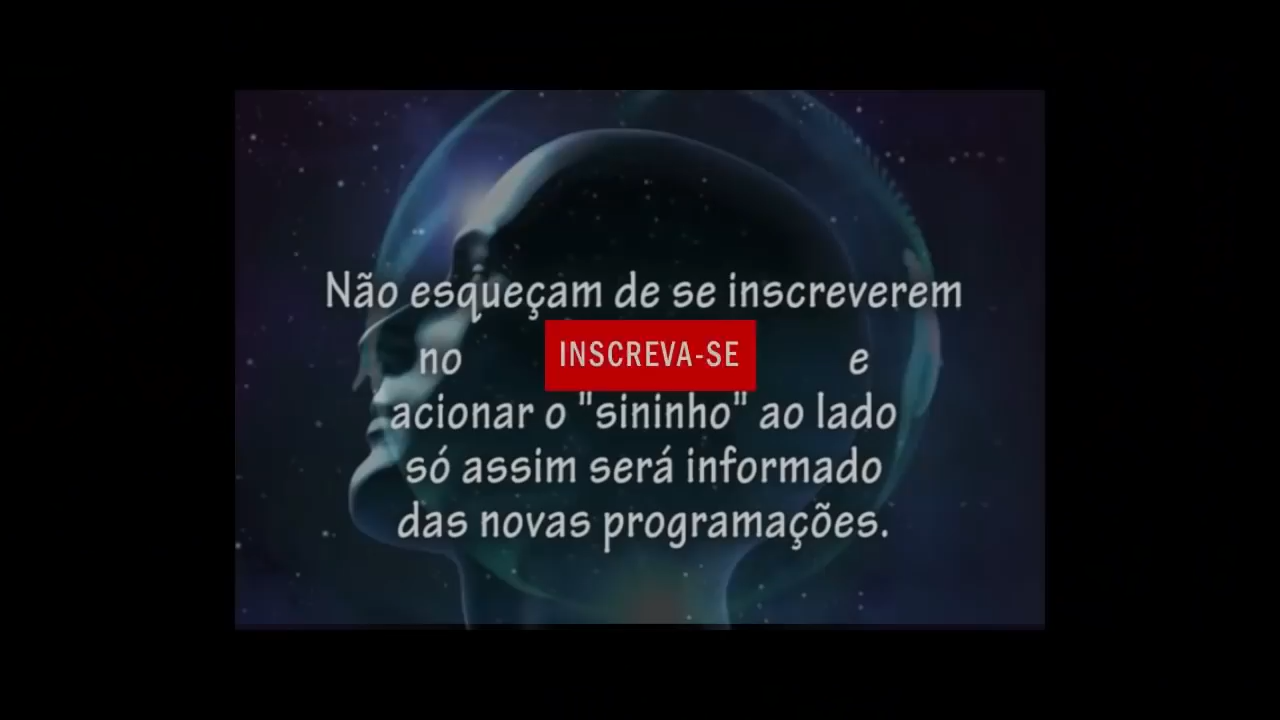 Não esqueçam de se inscreverem
no INSCREVA-SE e
acionar o "sininho" ao lado
só assim será informado
das novas programações.